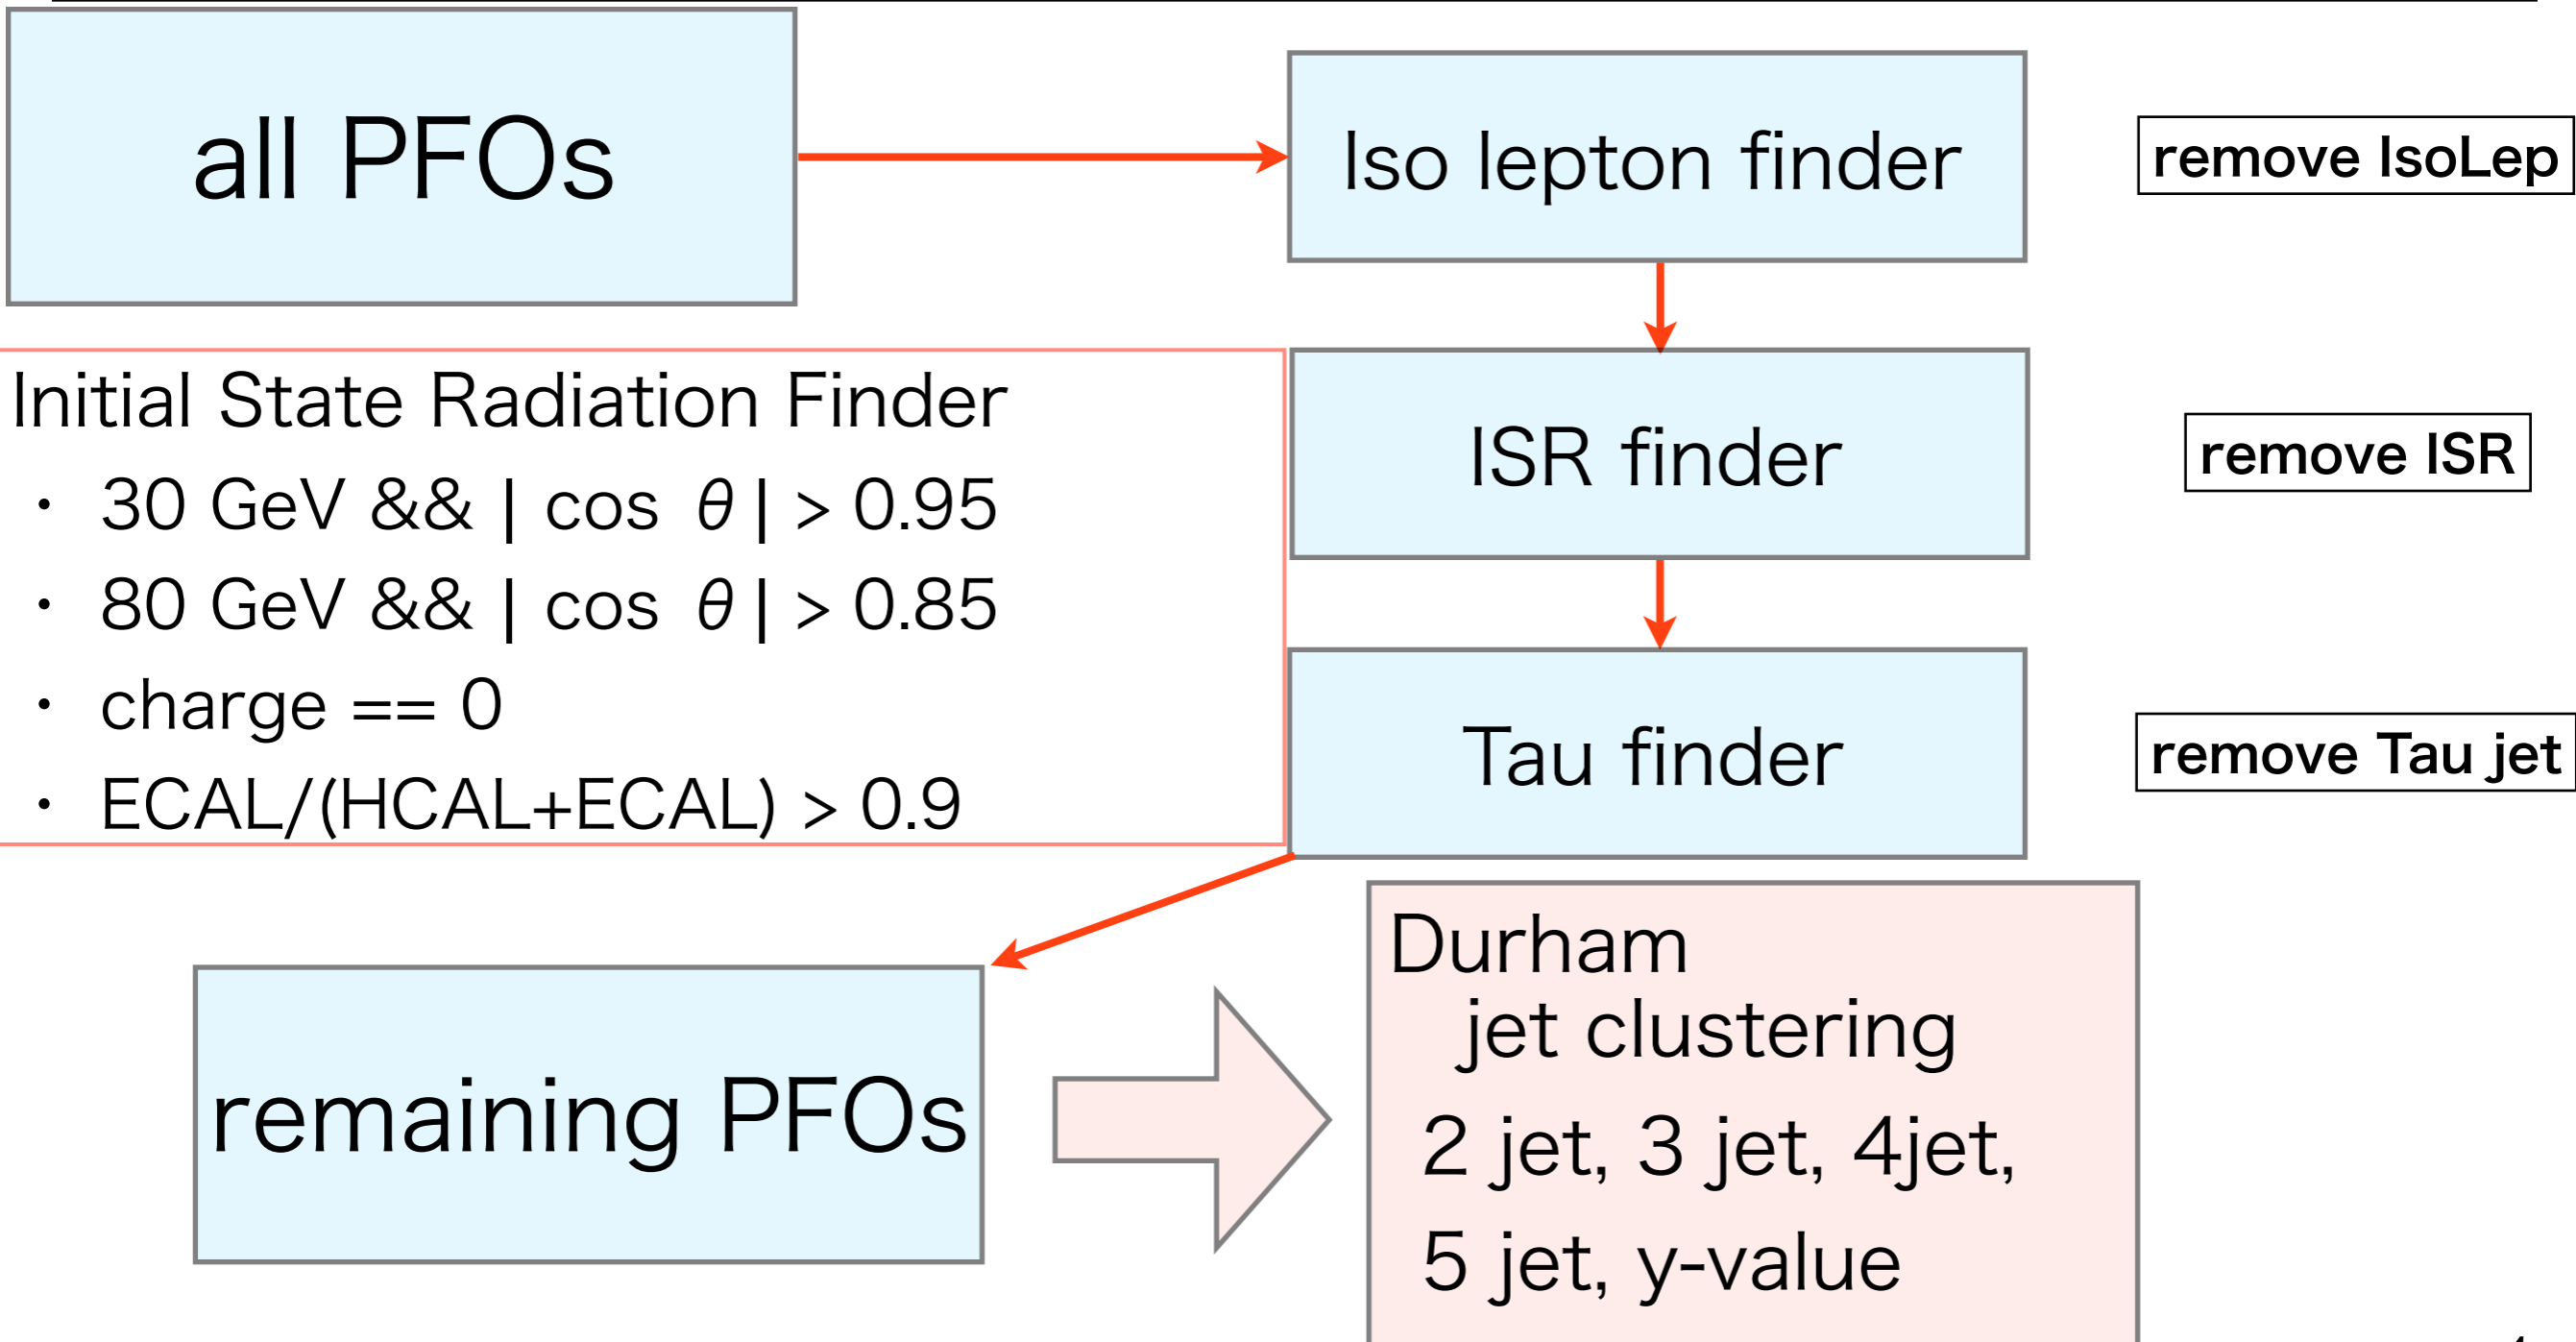 all PFOs
Iso lepton finder
remove IsoLep
Initial State Radiation Finder
・ 30 GeV && | cos θ | > 0.95
・ 80 GeV && | cos θ | > 0.85
・ charge == 0
・ ECAL/(HCAL+ECAL) > 0.9
ISR finder
remove ISR
Tau finder
remove Tau jet
remaining PFOs
Durham
jet clustering
2 jet, 3 jet, 4jet,
5 jet, y-value